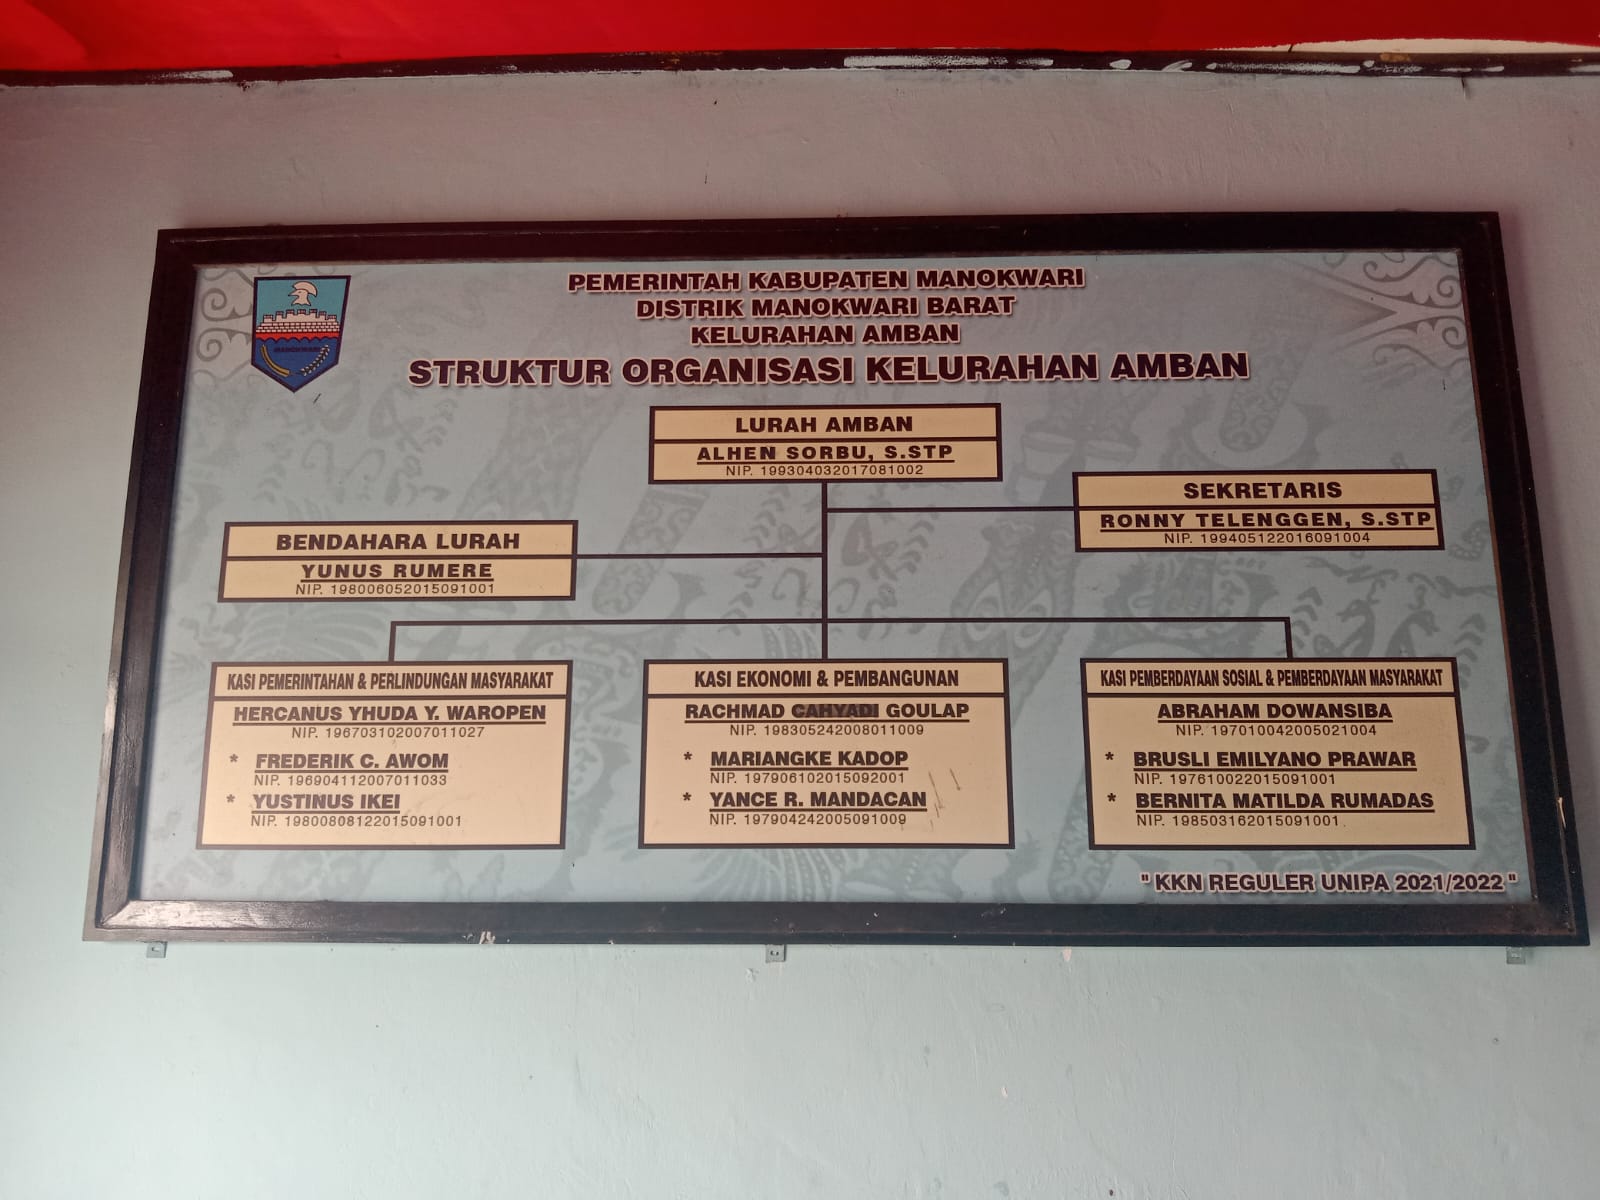 PEMERINTAH KABUPATEN MANOKWARI
DISTRIK MANOKWARI BARAT
KELURAHAN AMBAN
STRUKTUR ORGANISASI KELURAHAN AMBAN
MANOKWARI
LURAH AMBAN
ALHEN SORBU, S.STP
NIP. 199304032017081002
SEKRETARIS
RONNY TELENGGEN, S.STP
NIP. 199405122016091004
BENDAHARA LURAH
YUNUS RUMERE
NIP. 198006052015091001
KASI PEMERINTAHAN & PERLINDUNGAN MASYARAKAT
HERCANUS YHUDA Y. WAROPEN
NIP. 196703102007011027
* FREDERIK C. AWOM
NIP. 196904112007011033
* YUSTINUS IKEI
NIP. 19800808122015091001
KASI EKONOMI & PEMBANGUNAN
RACHMAD CAHYADI GOULAP
NIP. 198305242008011009
* MARIANGKE KADOP
NIP. 197906102015092001
* YANCE R. MANDACAN
NIP. 197904242005091009
KASI PEMBERDAYAAN SOSIAL & PEMBERDAYAAN MASYARAKAT
ABRAHAM DOWANSIBA
NIP. 197010042005021004
* BRUSLI EMILYANO PRAWAR
NIP. 197610022015091001
* BERNITA MATILDA RUMADAS
NIP. 198503162015091001
" KKN REGULER UNIPA 2021/2022 "